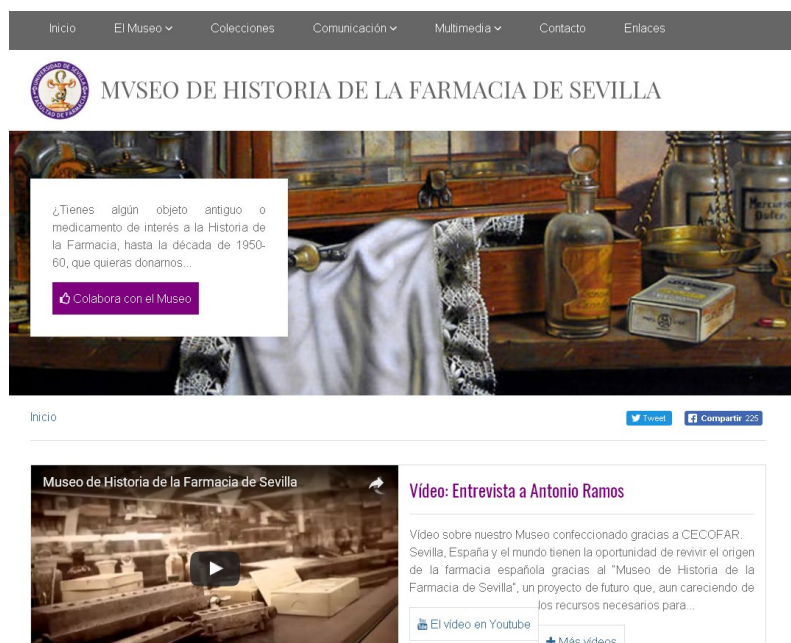 Inicio El Museo Colecciones Comunicación Multimedia Contacto Enlaces
MVSEO DE HISTORIA DE LA FARMACIA DE SEVILLA
¿Tienes algún objeto antiguo o
medicamento de interés a la Historia de
la Farmacia, hasta la década de 1950-
60, que quieras donarnos...
Colabora con el Museo
Inicio
Tweet
Compartir 225
Museo de Historia de la Farmacia de Sevilla
Vídeo: Entrevista a Antonio Ramos
Vídeo sobre nuestro Museo confeccionado gracias a CECOFAR.
Sevilla, España y el mundo tienen la oportunidad de revivir el origen
de la farmacia española gracias al "Museo de Historia de la
Farmacia de Sevilla", un proyecto de futuro que, aun careciendo de
los recursos necesarios para...
El vídeo en Youtube
Más vídeos